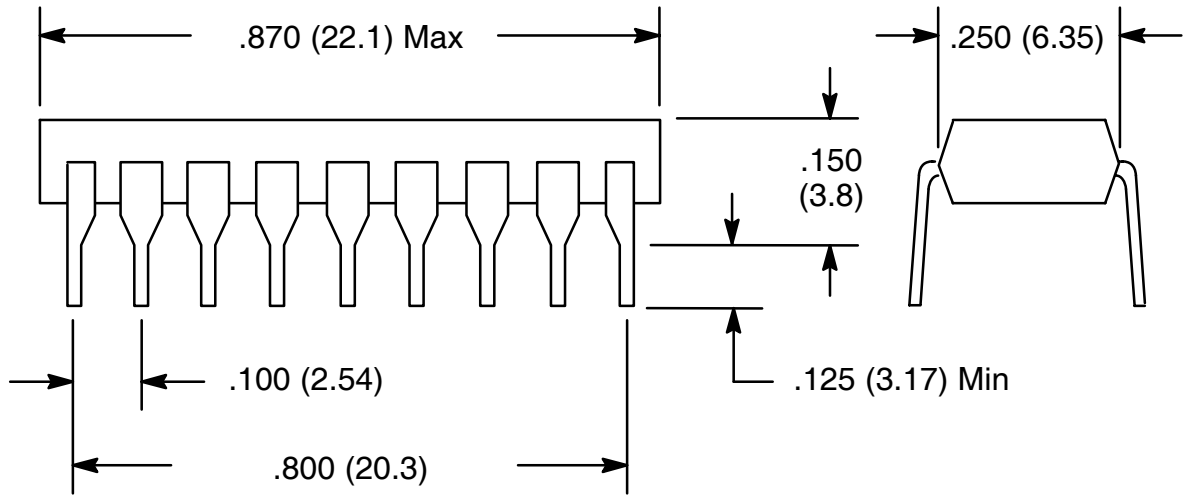 .870 (22.1) Max
.250 (6.35)
.150
(3.8)
.100 (2.54)
.125 (3.17) Min
.800 (20.3)